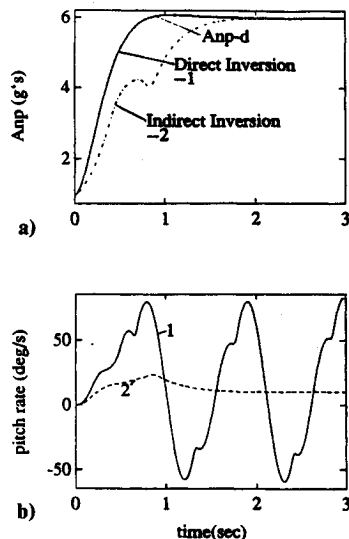 6
4
2
Anp (g's)
Anp-d
Direct Inversion
–1
Indirect Inversion
–2
0
1
2
3
a)
50
0
-50
pitch rate (deg/s)
1
2
0
1
2
3
time(sec)
b)